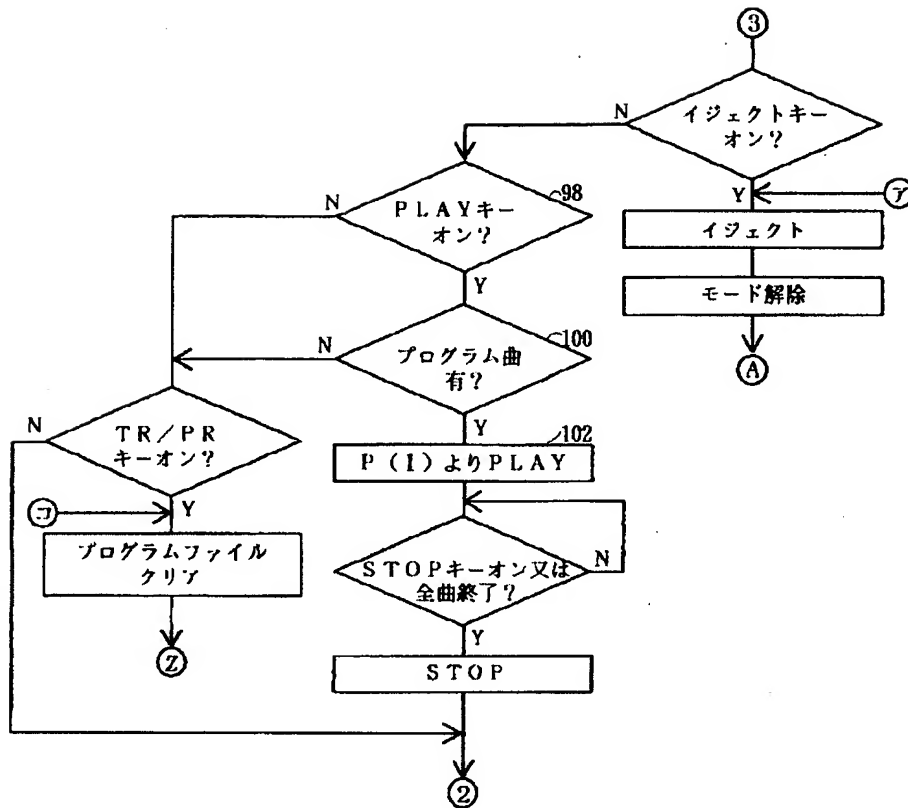 ③
イジェクトキー
オン？
N
Y
ア
イジェクト
モード解除
A
98
PLAYキー
オン？
N
Y
100
プログラム曲
有？
N
Y
102
P（I）よりPLAY
TR／PR
キーオン？
N
Y
コ
プログラムファイル
クリア
Z
STOPキーオン又は
全曲終了？
N
Y
STOP
②